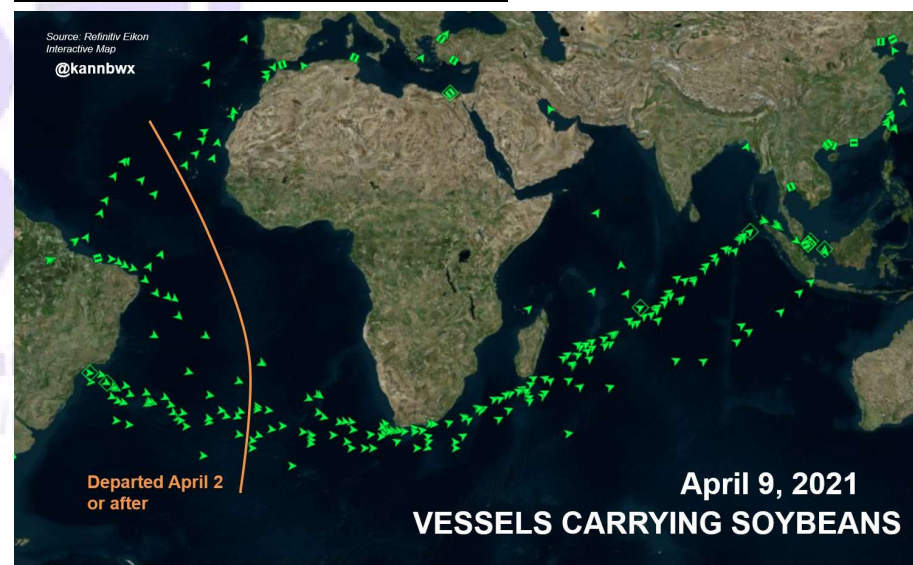 Source: Refinitiv Eikon
Interactive Map
@kannbwx
Departed April 2
or after
April 9, 2021
VESSELS CARRYING SOYBEANS